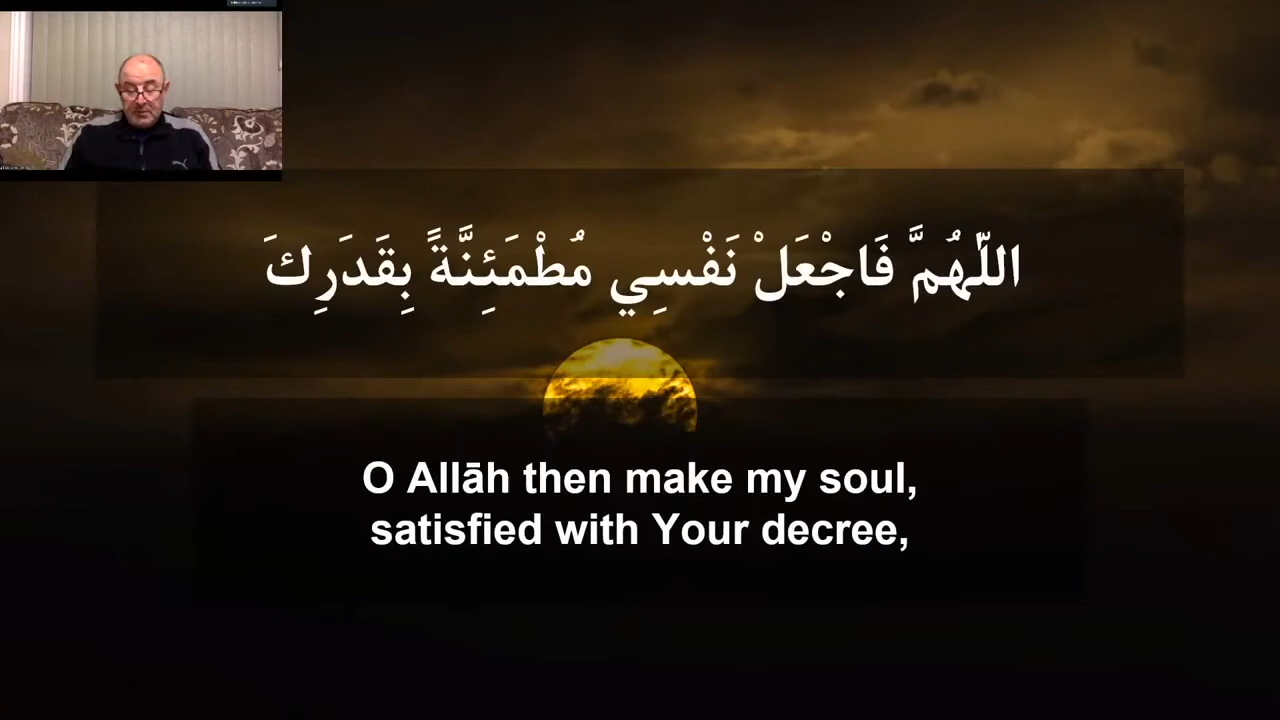 اللّٰهُمَّ فَاجْعَلْ نَفْسِي مُطْمَئِنَّةً بِقَدَرِكَ
O Allāh then make my soul,
satisfied with Your decree,